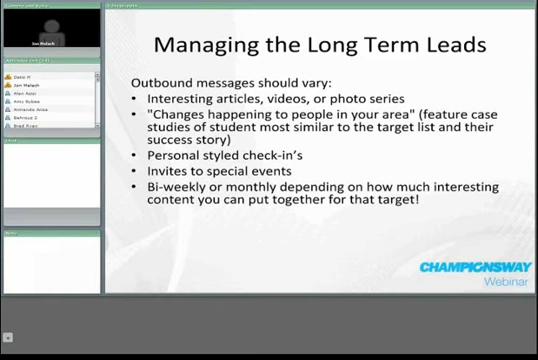 Jon Maloch
Managing the Long Term Leads
Outbound messages should vary:
• Interesting articles, videos, or photo series
• "Changes happening to people in your area" (feature case
studies of student most similar to the target list and their
success story)
• Personal styled check-in's
• Invites to special events
• Bi-weekly or monthly depending on how much interesting
content you can put together for that target!
CHAMPIONSWAY
Webinar